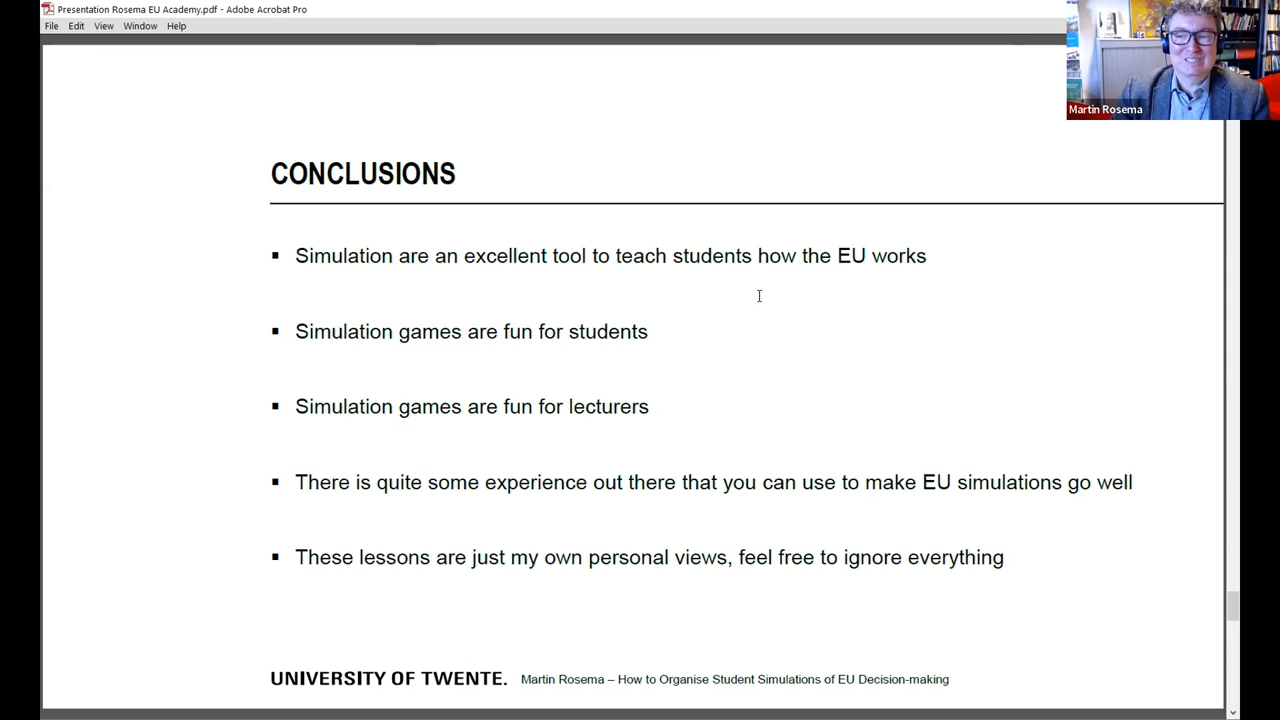 Presentation Rosema EU Academy.pdf - Adobe Acrobat Pro
File Edit View Window Help
Martin Rosema
CONCLUSIONS
▪ Simulation are an excellent tool to teach students how the EU works
▪ Simulation games are fun for students
▪ Simulation games are fun for lecturers
▪ There is quite some experience out there that you can use to make EU simulations go well
▪ These lessons are just my own personal views, feel free to ignore everything
UNIVERSITY OF TWENTE. Martin Rosema – How to Organise Student Simulations of EU Decision-making